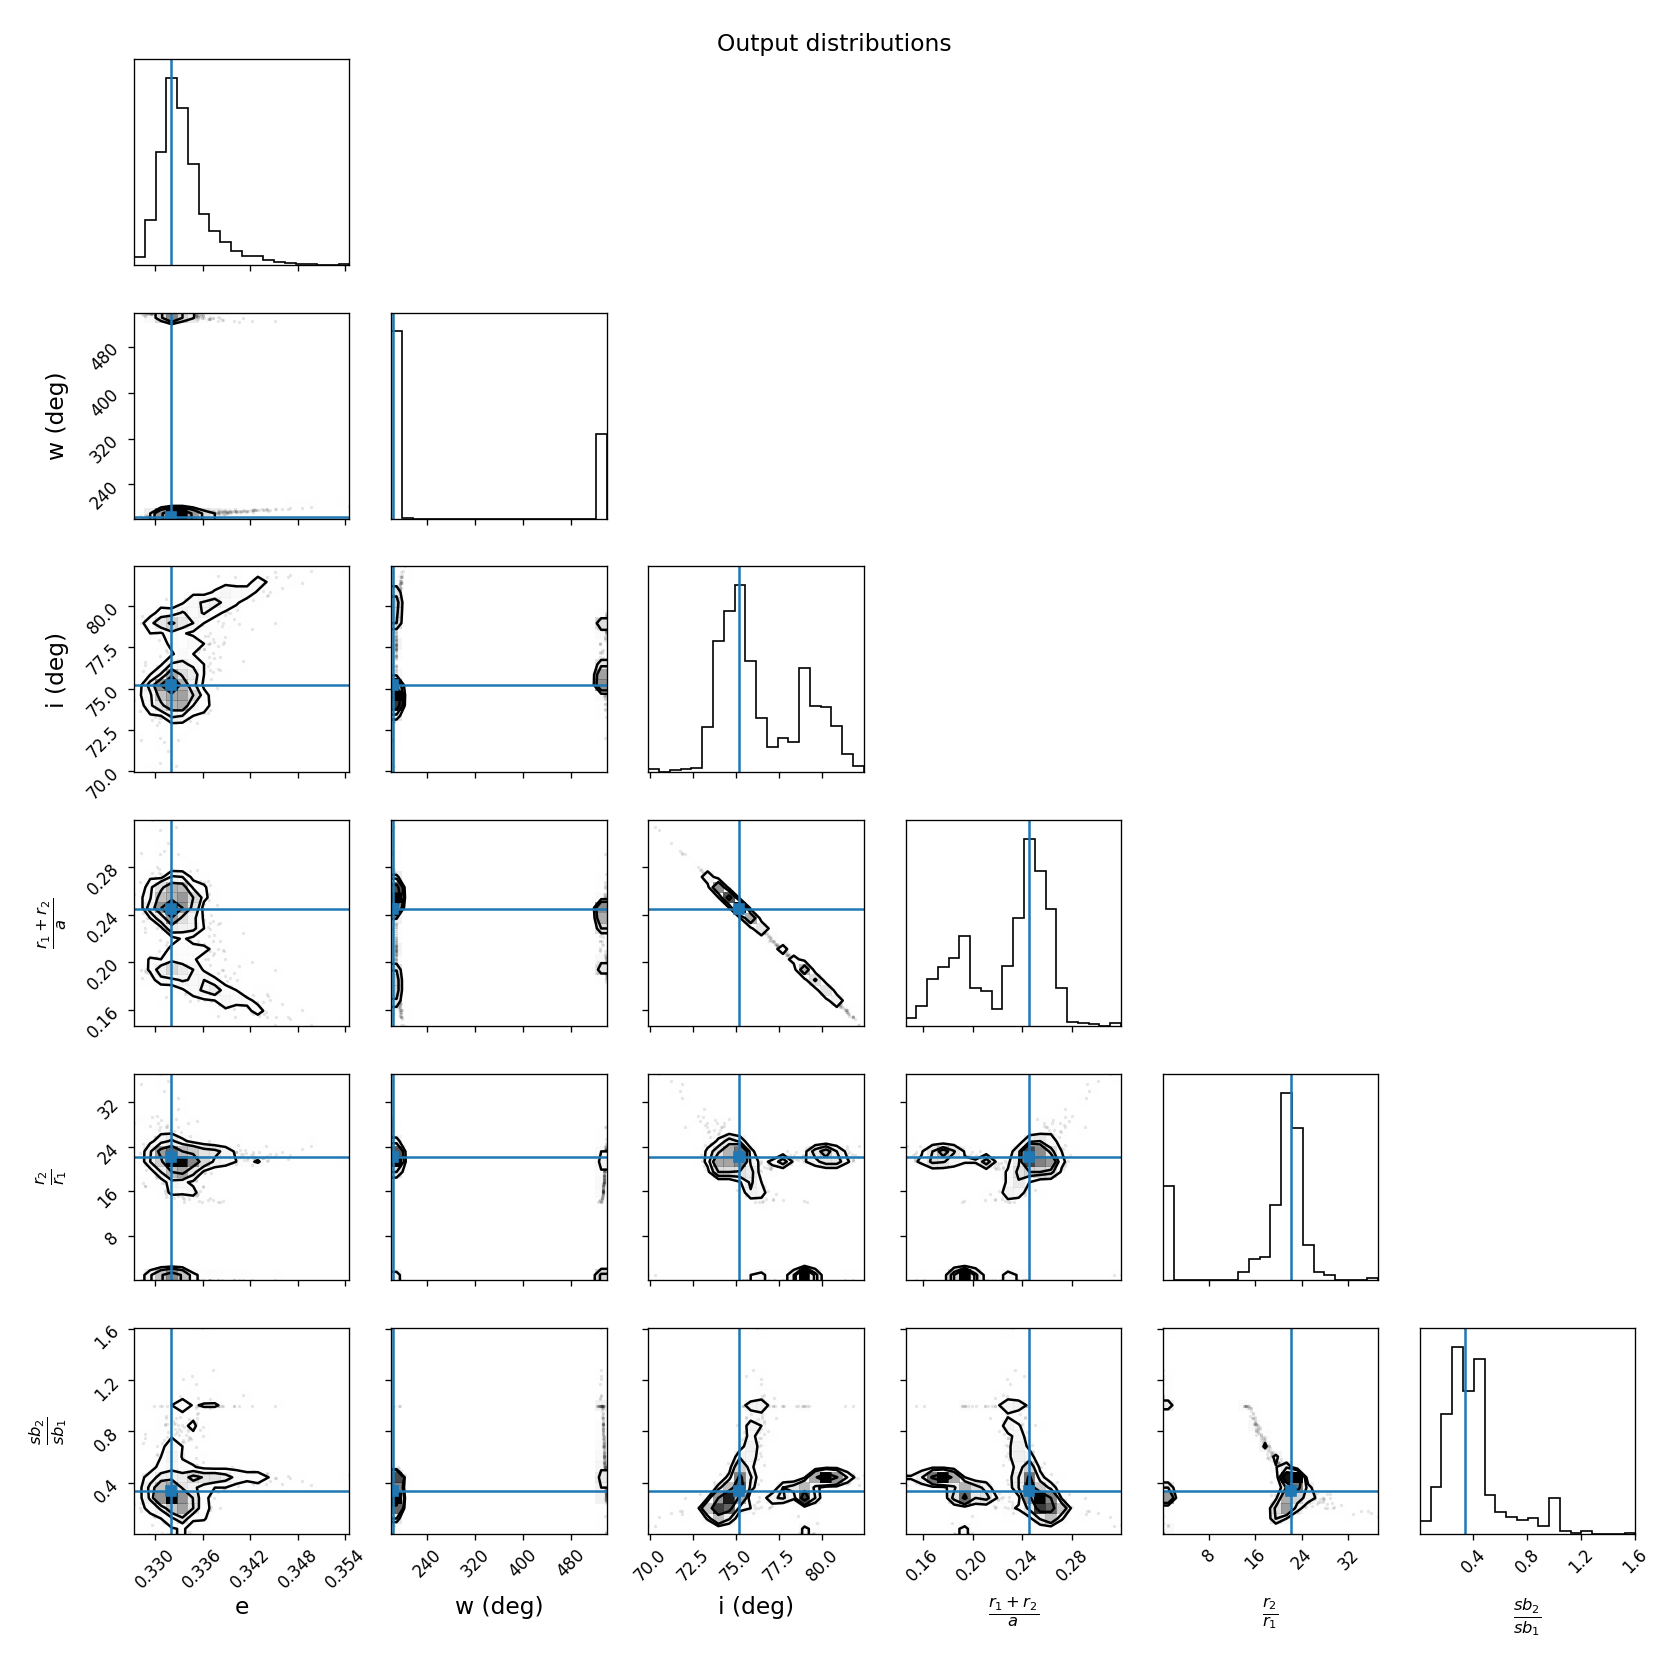 Output distributions
w (deg)
480
400
320
240
i (deg)
80.0
77.5
75.0
72.5
70.0
r₁ + r₂
a
0.28
0.24
0.20
0.16
r₂
r₁
32
24
16
8
sb₂
sb₁
1.6
1.2
0.8
0.4
0.330 0.336 0.342 0.348 0.354
240 320 400 480
70.0 72.5 75.0 77.5 80.0
0.16 0.20 0.24 0.28
8 16 24 32
0.4 0.8 1.2 1.6
e
w (deg)
i (deg)
r₁ + r₂
a
r₂
r₁
sb₂
sb₁